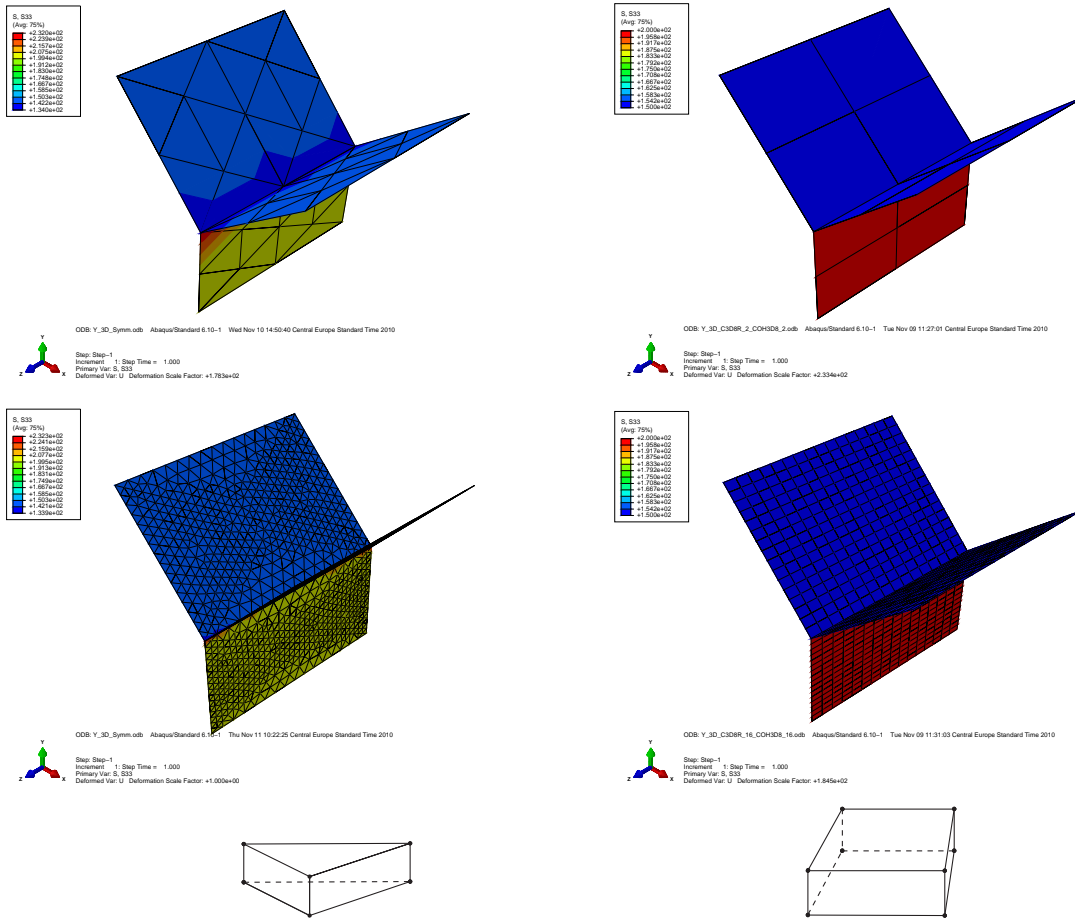 S, S33
(Avg: 75%)
+2.320e+02
+2.239e+02
+2.157e+02
+2.075e+02
+1.994e+02
+1.912e+02
+1.830e+02
+1.748e+02
+1.667e+02
+1.585e+02
+1.503e+02
+1.422e+02
+1.340e+02
ODB: Y_3D_Symm.odb Abaqus/Standard 6.10-1 Wed Nov 10 14:50:40 Central Europe Standard Time 2010
Y
Z
X
Step: Step-1
Increment 1: Step Time = 1.000
Primary Var: S, S33
Deformed Var: U Deformation Scale Factor: +1.783e+02
S, S33
(Avg: 75%)
+2.000e+02
+1.958e+02
+1.917e+02
+1.875e+02
+1.833e+02
+1.792e+02
+1.750e+02
+1.708e+02
+1.667e+02
+1.625e+02
+1.583e+02
+1.542e+02
+1.500e+02
ODB: Y_3D_C3D8R_2_COH3D8_2.odb Abaqus/Standard 6.10-1 Tue Nov 09 11:27:01 Central Europe Standard Time 2010
Y
Z
X
Step: Step-1
Increment 1: Step Time = 1.000
Primary Var: S, S33
Deformed Var: U Deformation Scale Factor: +2.334e+02
S, S33
(Avg: 75%)
+2.323e+02
+2.241e+02
+2.159e+02
+2.077e+02
+1.995e+02
+1.913e+02
+1.831e+02
+1.749e+02
+1.667e+02
+1.585e+02
+1.503e+02
+1.421e+02
+1.339e+02
ODB: Y_3D_Symm.odb Abaqus/Standard 6.10-1 Thu Nov 11 10:22:25 Central Europe Standard Time 2010
Y
Z
X
Step: Step-1
Increment 1: Step Time = 1.000
Primary Var: S, S33
Deformed Var: U Deformation Scale Factor: +1.000e+00
S, S33
(Avg: 75%)
+2.000e+02
+1.958e+02
+1.917e+02
+1.875e+02
+1.833e+02
+1.792e+02
+1.750e+02
+1.708e+02
+1.667e+02
+1.625e+02
+1.583e+02
+1.542e+02
+1.500e+02
ODB: Y_3D_C3D8R_16_COH3D8_16.odb Abaqus/Standard 6.10-1 Tue Nov 09 11:31:03 Central Europe Standard Time 2010
Y
Z
X
Step: Step-1
Increment 1: Step Time = 1.000
Primary Var: S, S33
Deformed Var: U Deformation Scale Factor: +1.845e+02